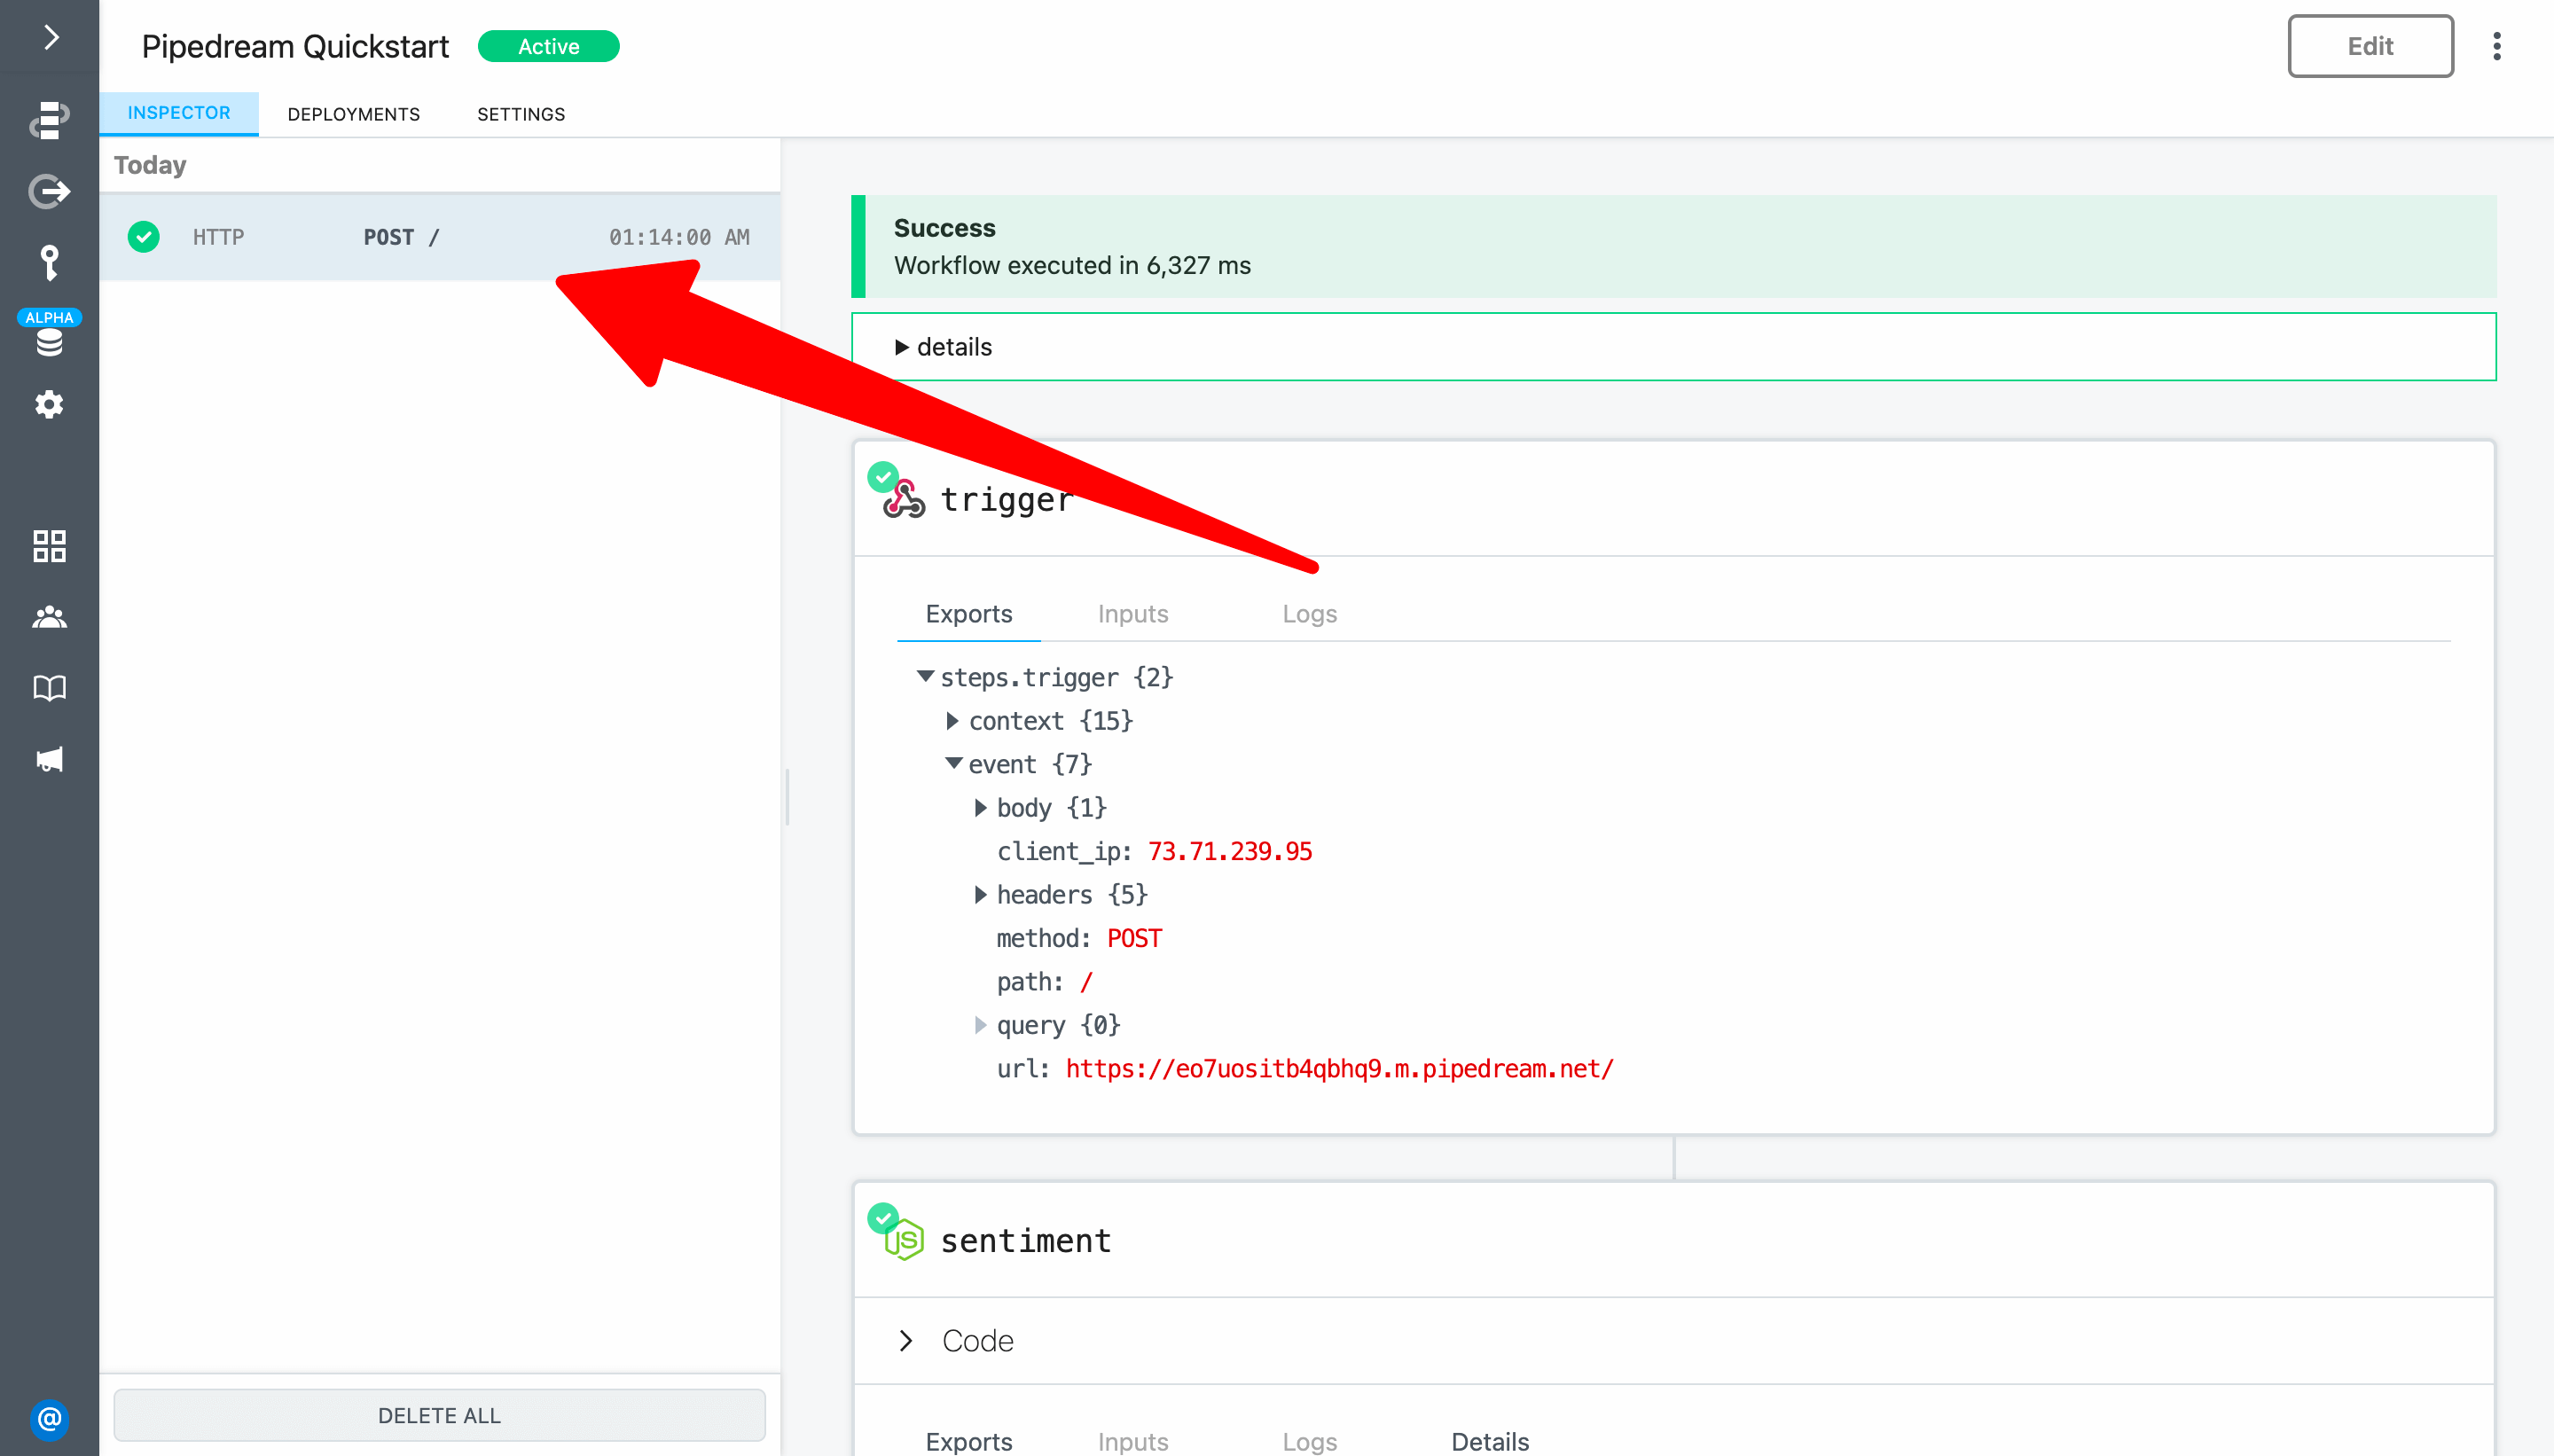 Pipedream Quickstart Active Edit
INSPECTOR DEPLOYMENTS SETTINGS
Today
HTTP POST / 01:14:00 AM
ALPHA
DELETE ALL
@
Success
Workflow executed in 6,327 ms
details
trigger
Exports Inputs Logs
steps.trigger {2}
context {15}
event {7}
body {1}
client_ip: 73.71.239.95
headers {5}
method: POST
path: /
query {0}
url: https://eo7uositb4qbhq9.m.pipedream.net/
JS sentiment
Code
Exports Inputs Logs Details